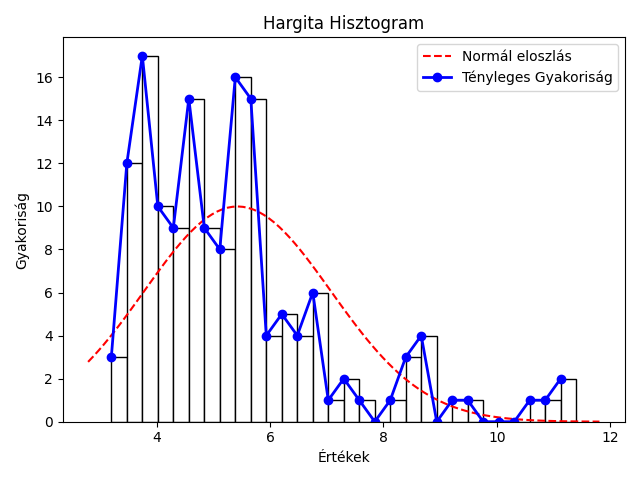 Hargita Hisztogram
Normál eloszlás
Tényleges Gyakoriság
Gyakoriság
16
14
12
10
8
6
4
2
0
4
6
8
10
12
Értékek